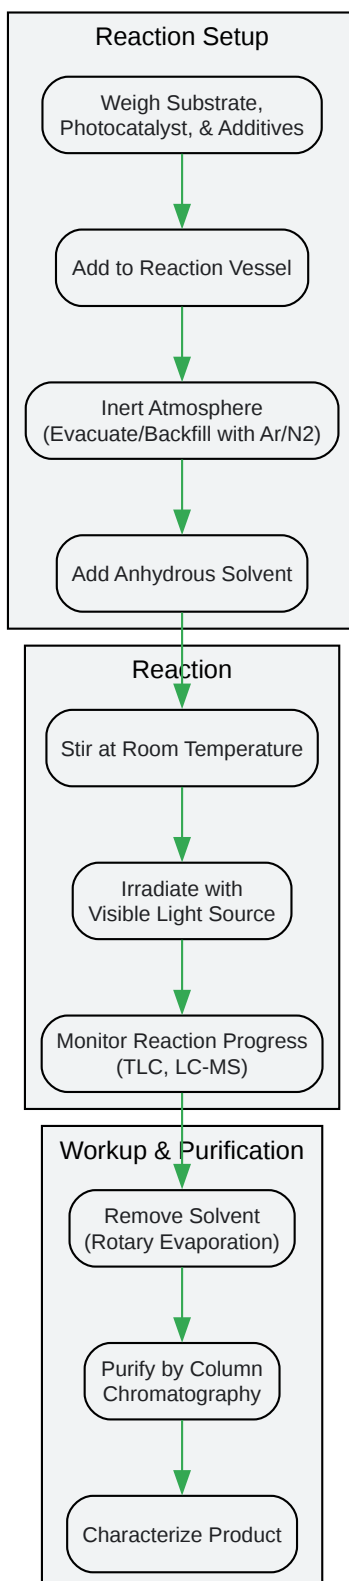 Reaction Setup
Weigh Substrate,
Photocatalyst, & Additives
Add to Reaction Vessel
Inert Atmosphere
(Evacuate/Backfill with Ar/N2)
Add Anhydrous Solvent
Reaction
Stir at Room Temperature
Irradiate with
Visible Light Source
Monitor Reaction Progress
(TLC, LC-MS)
Workup & Purification
Remove Solvent
(Rotary Evaporation)
Purify by Column
Chromatography
Characterize Product